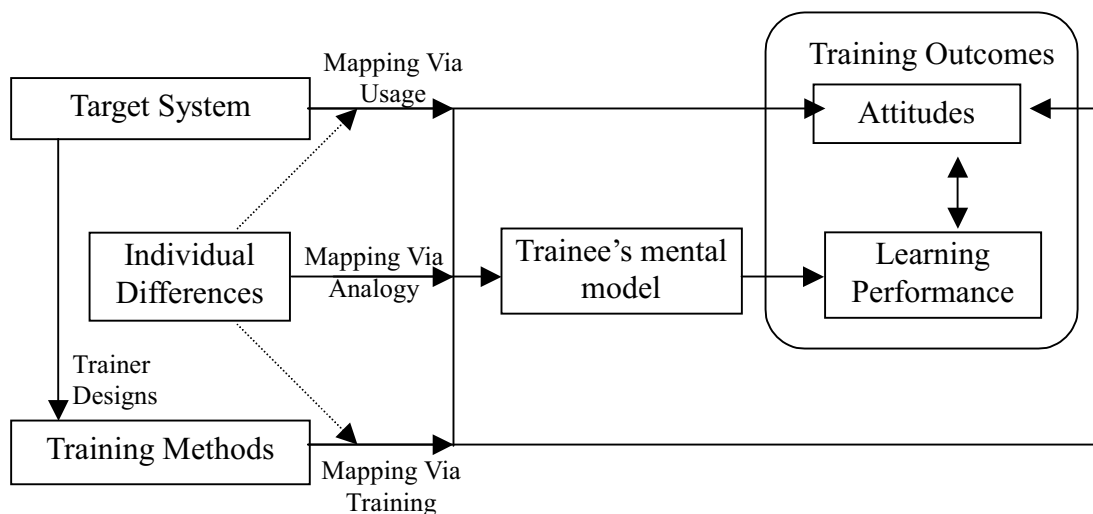 Mapping Via
Usage
Training Outcomes
Target System
Attitudes
Individual
Differences
Mapping Via
Analogy
Trainee’s mental
model
Learning
Performance
Trainer
Designs
Training Methods
Mapping Via
Training